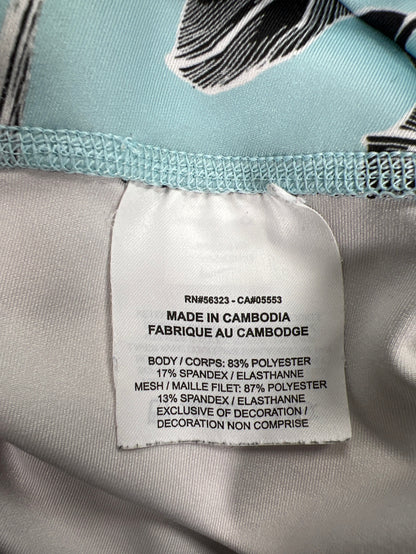 RN#56323 - CA#05553
MADE IN CAMBODIA
FABRIQUE AU CAMBODGE
BODY / CORPS: 83% POLYESTER
17% SPANDEX / ELASTHANNE
MESH / MAILLE FILET: 87% POLYESTER
13% SPANDEX / ELASTHANNE
EXCLUSIVE OF DECORATION /
DECORATION NON COMPRISE